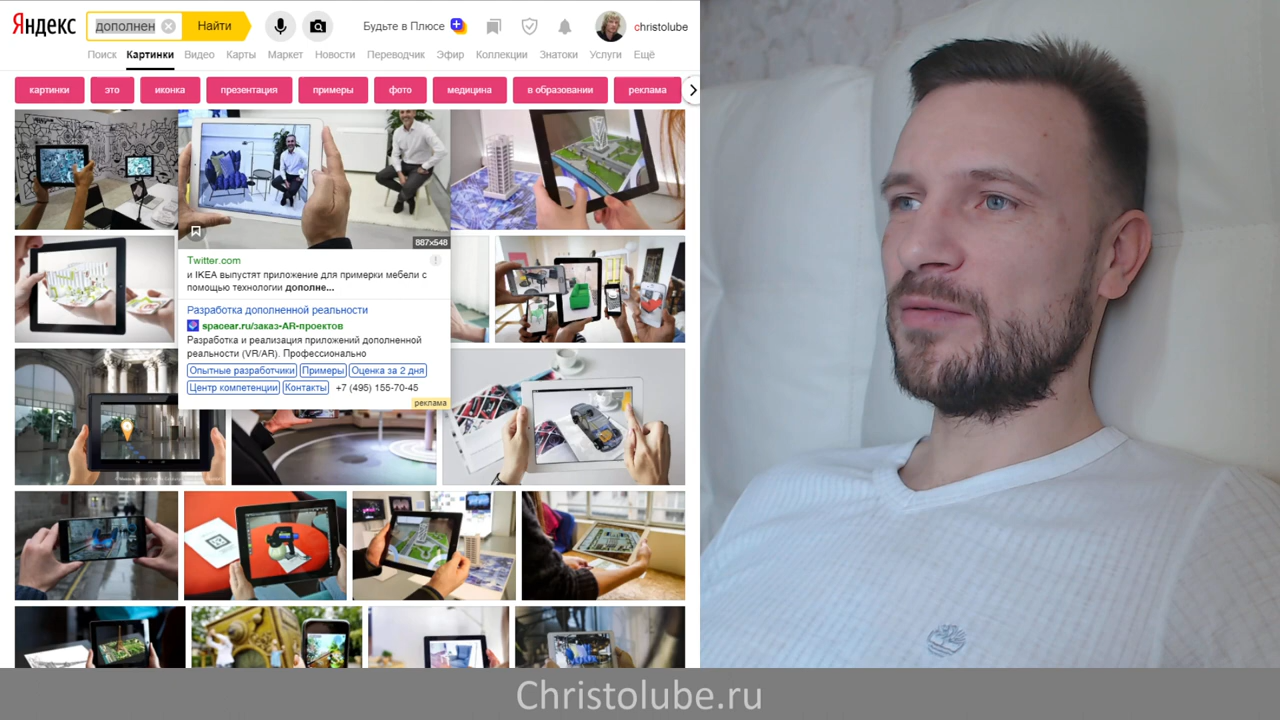 Яндекс
дополнен
Найти
Будьте в Плюсе
christolube
Поиск Картинки Видео Карты Маркет Новости Переводчик Эфир Коллекции Знатоки Услуги Ещё
картинки это иконка презентация примеры фото медицина в образовании реклама
887×548
Twitter.com
и IKEA выпустят приложение для примерки мебели с
помощью технологии дополне...
Разработка дополненной реальности
spacear.ru/заказ-AR-проектов
Разработка и реализация приложений дополненной
реальности (VR/AR). Профессионально
Опытные разработчики Примеры Оценка за 2 дня
Центр компетенции Контакты +7 (495) 155-70-45
реклама
Christolube.ru